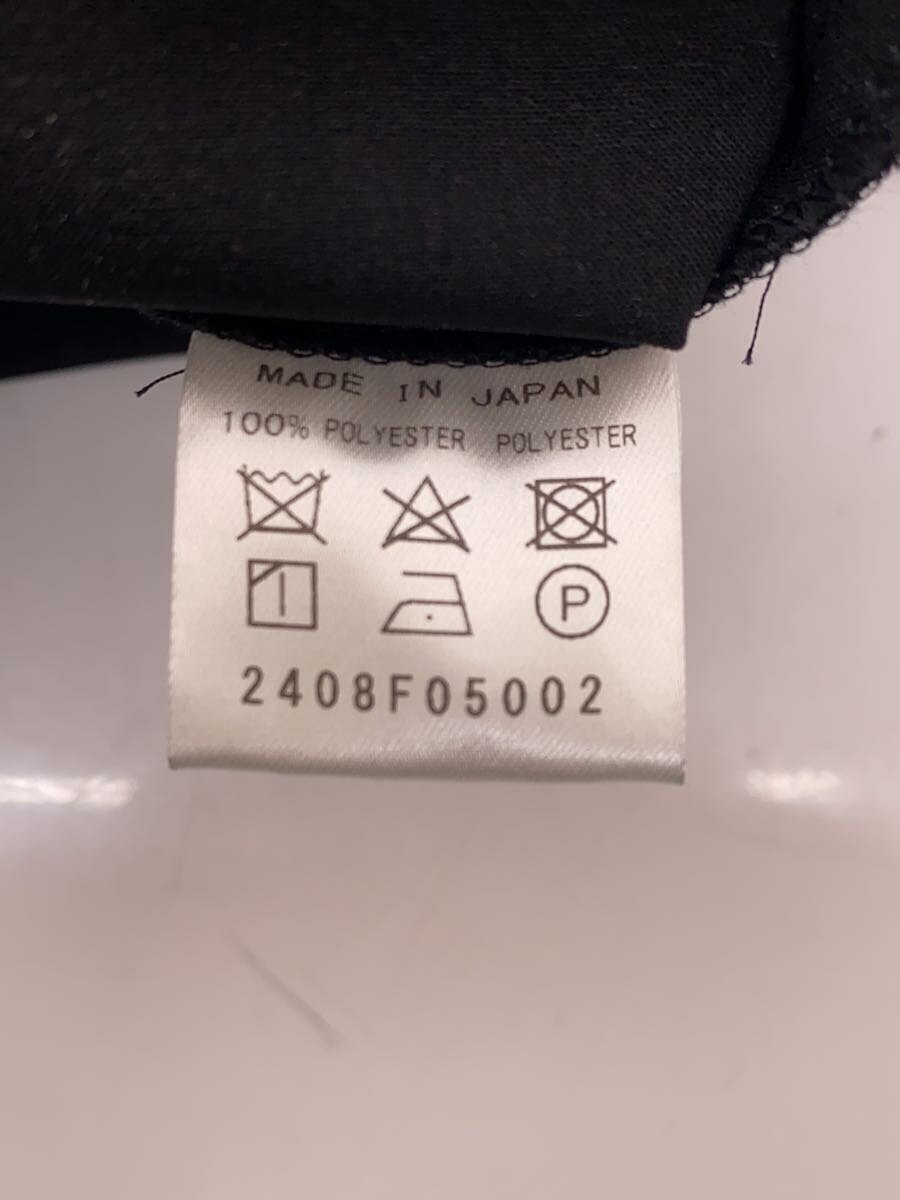 MADE IN JAPAN
100% POLYESTER POLYESTER
P
2408F05002